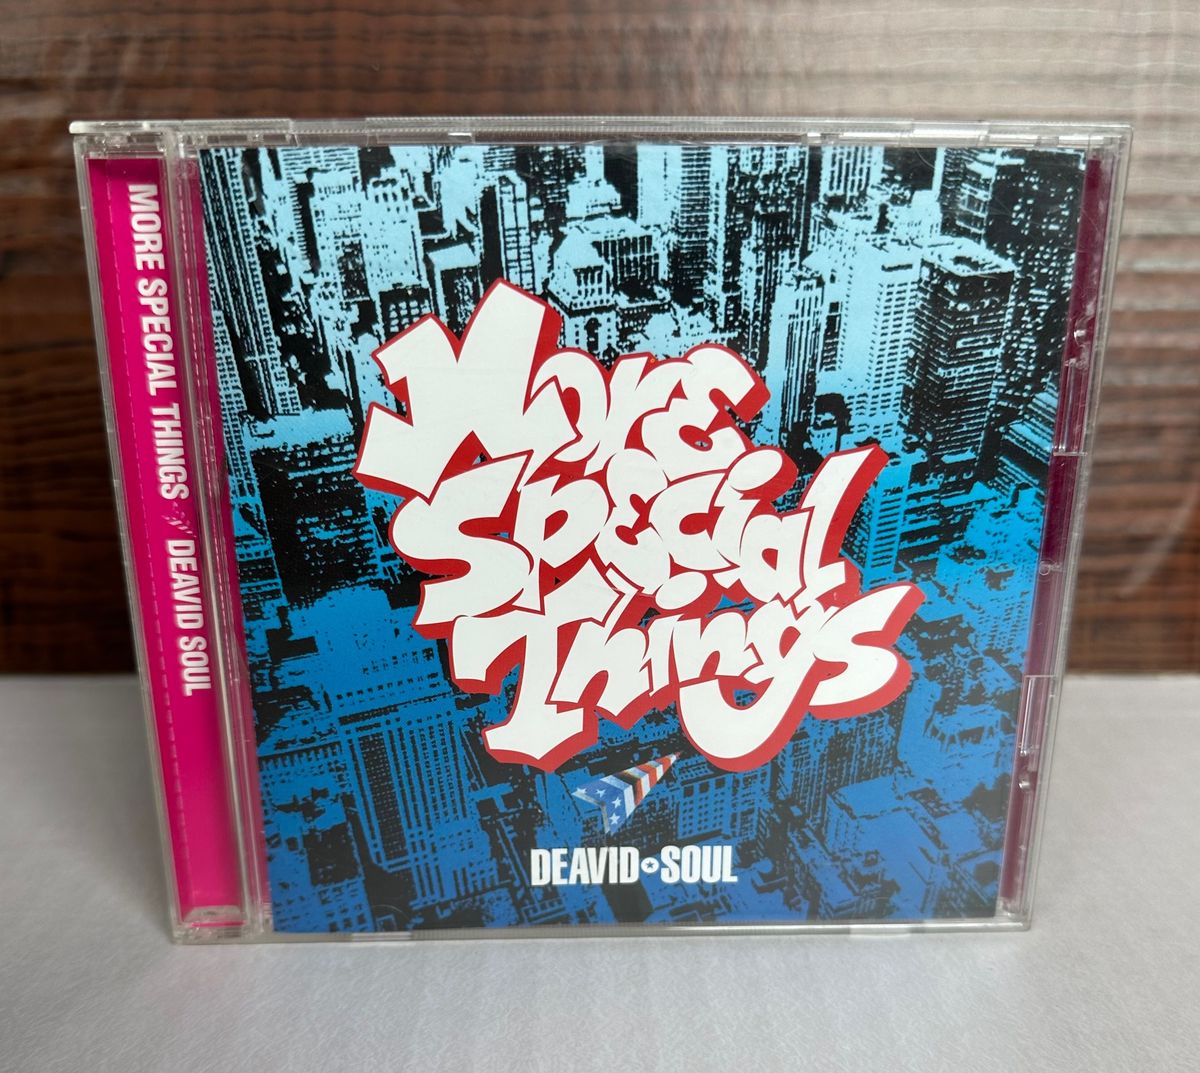 MORE SPECIAL THINGS DEAVID SOUL
More
Special
Things
DEAVID SOUL